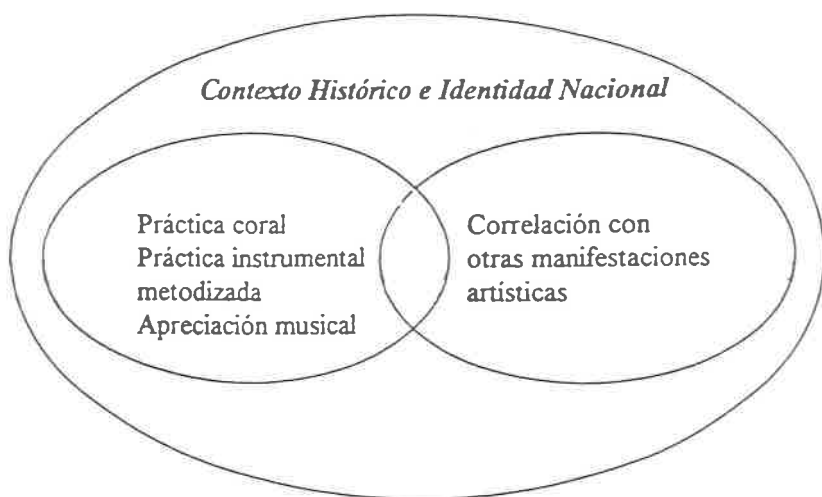 Contexto Histórico e Identidad Nacional
Práctica coral
Práctica instrumental
metodizada
Apreciación musical
Correlación con
otras manifestaciones
artísticas